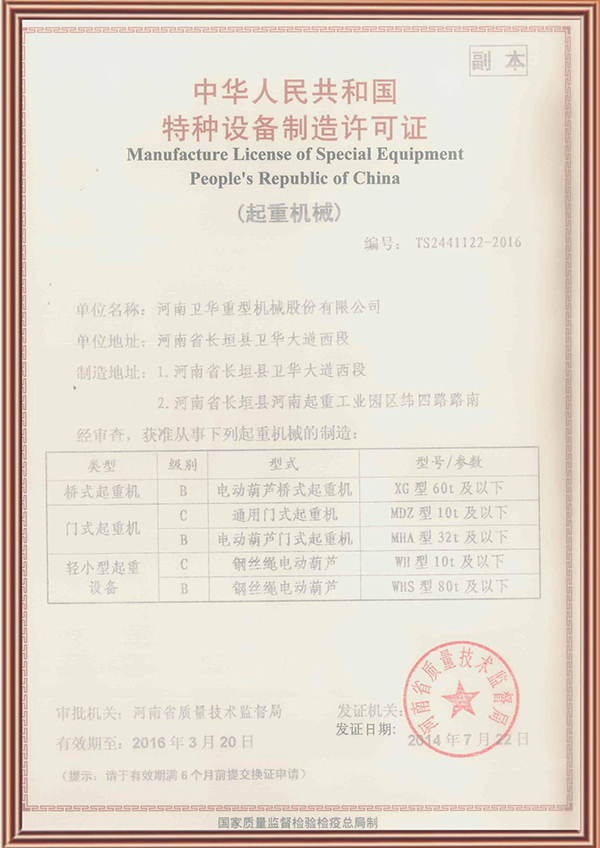 副本
中华人民共和国
特种设备制造许可证
Manufacture License of Special Equipment
People's Republic of China
(起重机械)
编号: TS2441122-2016
单位名称: 河南卫华重型机械股份有限公司
单位地址: 河南省长垣县卫华大道西段
制造地址: 1.河南省长垣县卫华大道西段
2.河南省长垣县河南起重工业园区纬四路路南
经审查，获准从事下列起重机械的制造:
类型 级别 型式 型号/参数
桥式起重机 B 电动葫芦桥式起重机 XG 型 60t 及以下
门式起重机 C 通用门式起重机 MDZ 型 10t 及以下
B 电动葫芦门式起重机 MHA 型 32t 及以下
轻小型起重设备 C 钢丝绳电动葫芦 WH 型 10t 及以下
B 钢丝绳电动葫芦 WHS 型 80t 及以下
河南省质量技术监督局
审批机关: 河南省质量技术监督局 发证机关:
发证日期:
有效期至: 2016 年 3 月 20 日 2014 年 7 月 22 日
(提示，请于有效期满 6 个月前提交换证申请)
国家质量监督检验检疫总局制